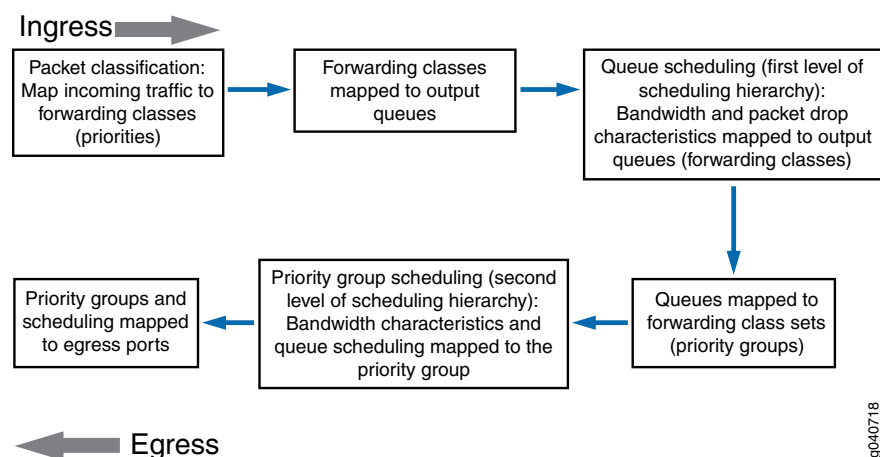 Ingress
Packet classification:
Map incoming traffic to
forwarding classes
(priorities)
Forwarding classes
mapped to output
queues
Queue scheduling (first level of
scheduling hierarchy):
Bandwidth and packet drop
characteristics mapped to output
queues (forwarding classes)
Queues mapped to
forwarding class sets
(priority groups)
Priority group scheduling (second
level of scheduling hierarchy):
Bandwidth characteristics and
queue scheduling mapped to the
priority group
Priority groups and
scheduling mapped
to egress ports
Egress
g040718